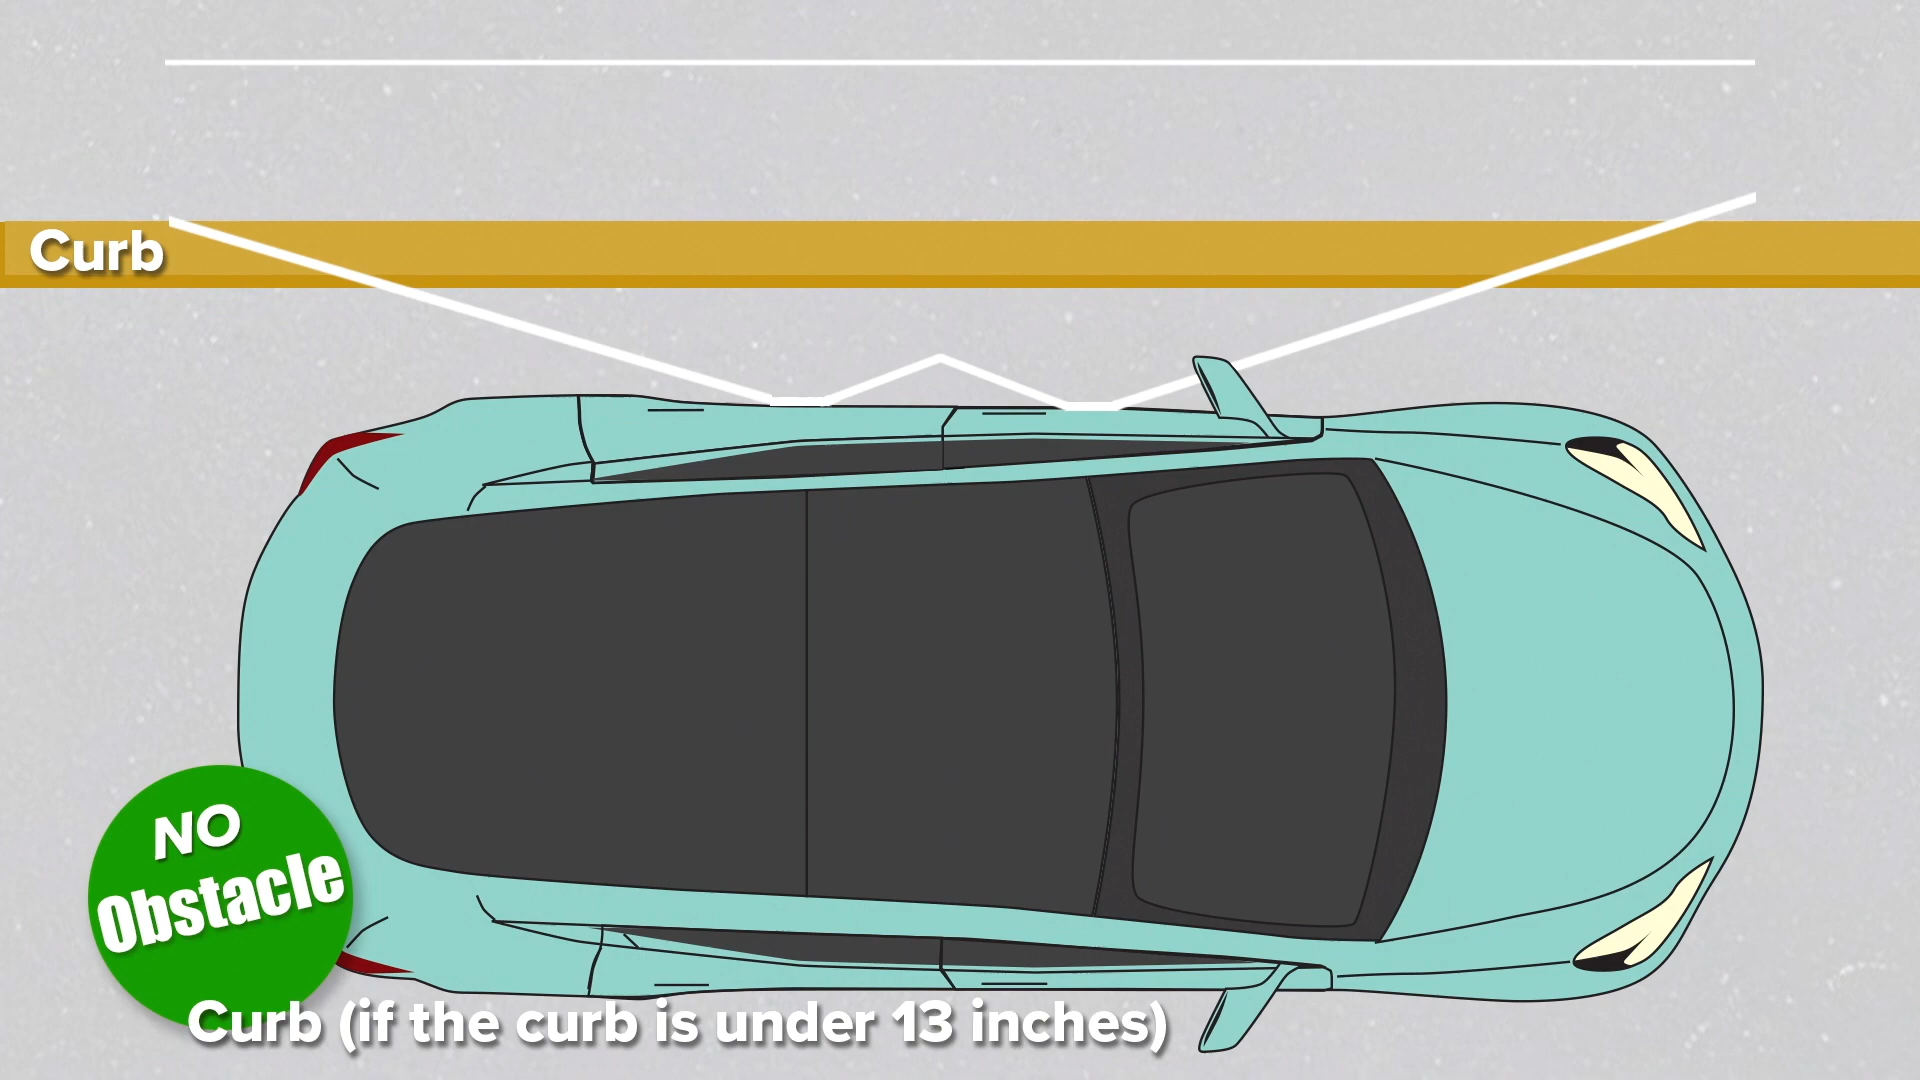 Curb
NO
Obstacle
Curb (if the curb is under 13 inches)